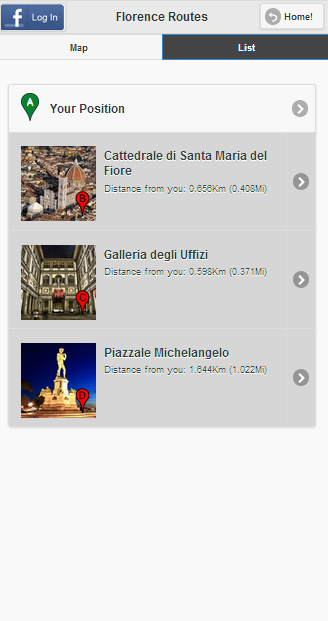 f Log In
Florence Routes
Home!
Map
List
A
Your Position
Cattedrale di Santa Maria del
Fiore
Distance from you: 0.656Km (0.408Mi)
B
Galleria degli Uffizi
Distance from you: 0.598Km (0.371Mi)
C
Piazzale Michelangelo
Distance from you: 1.644Km (1.022Mi)
D